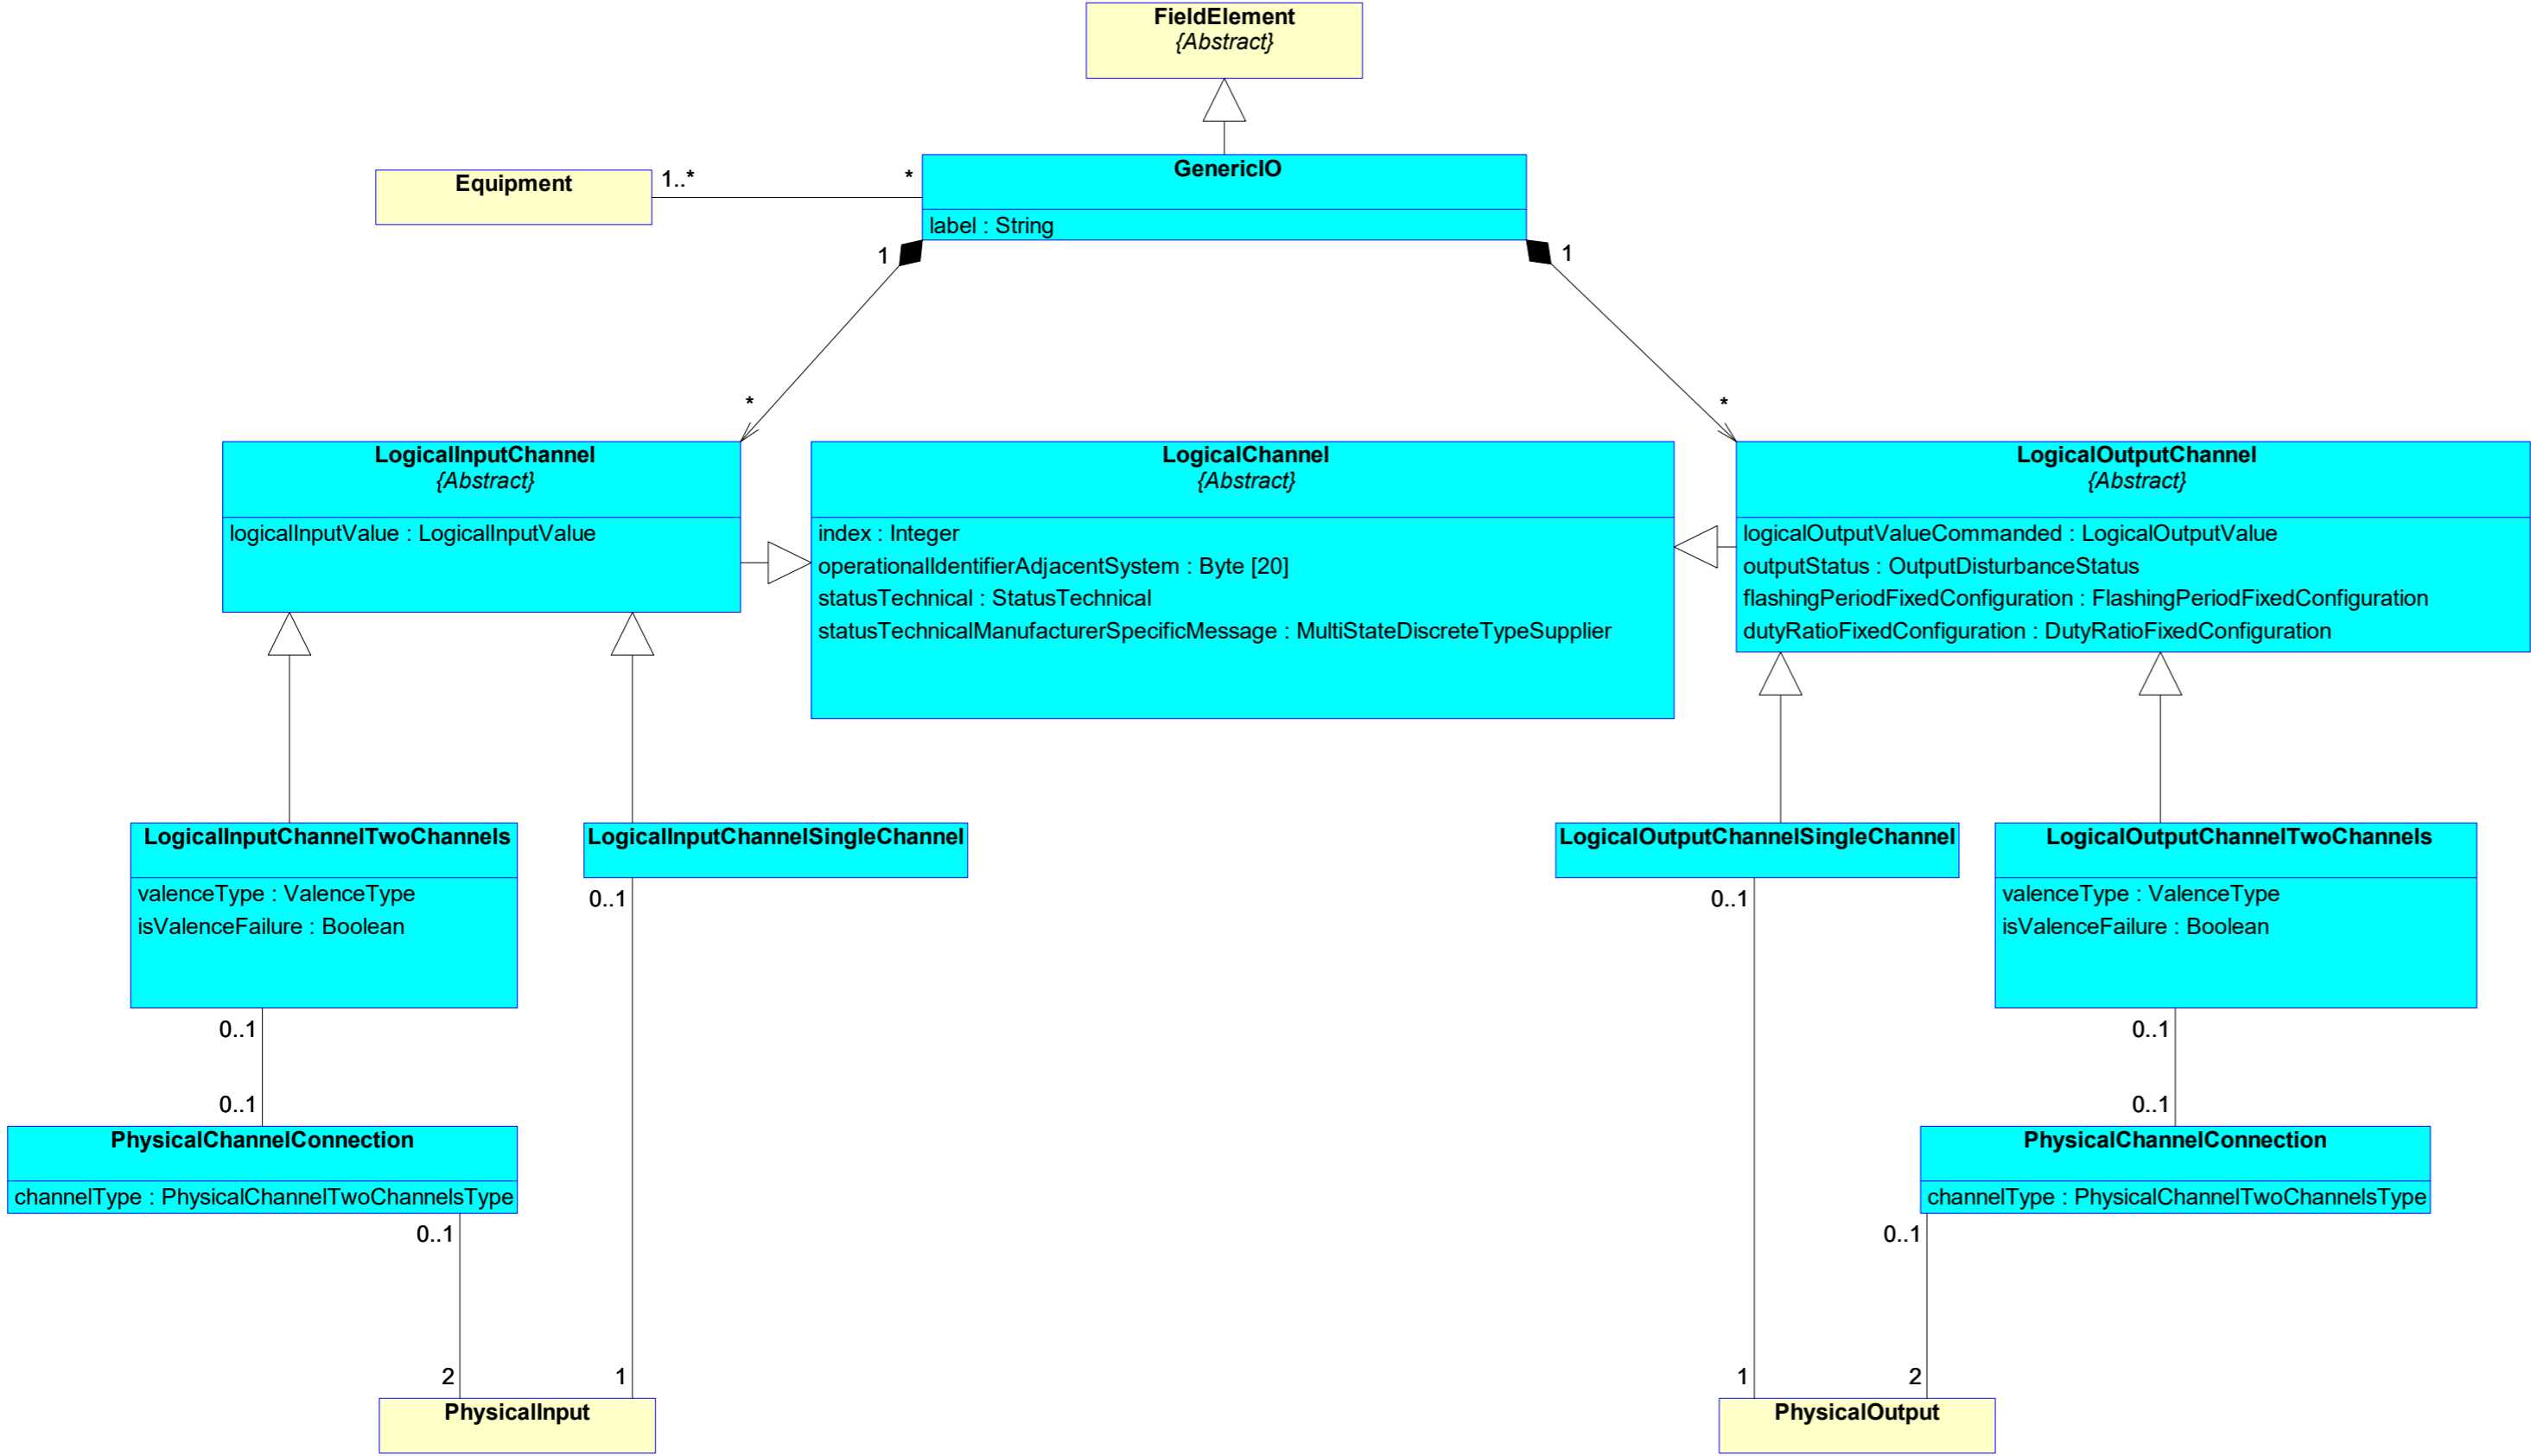 FieldElement
{Abstract}
GenericIO
label : String
Equipment
1..*
*
1
1
*
*
LogicalInputChannel
{Abstract}
logicalInputValue : LogicalInputValue
LogicalChannel
{Abstract}
index : Integer
operationalIdentifierAdjacentSystem : Byte [20]
statusTechnical : StatusTechnical
statusTechnicalManufacturerSpecificMessage : MultiStateDiscreteTypeSupplier
LogicalOutputChannel
{Abstract}
logicalOutputValueCommanded : LogicalOutputValue
outputStatus : OutputDisturbanceStatus
flashingPeriodFixedConfiguration : FlashingPeriodFixedConfiguration
dutyRatioFixedConfiguration : DutyRatioFixedConfiguration
LogicalInputChannelTwoChannels
valenceType : ValenceType
isValenceFailure : Boolean
LogicalInputChannelSingleChannel
0..1
LogicalOutputChannelSingleChannel
0..1
LogicalOutputChannelTwoChannels
valenceType : ValenceType
isValenceFailure : Boolean
0..1
0..1
0..1
0..1
PhysicalChannelConnection
channelType : PhysicalChannelTwoChannelsType
0..1
PhysicalChannelConnection
channelType : PhysicalChannelTwoChannelsType
0..1
2
1
1
2
PhysicalInput
PhysicalOutput